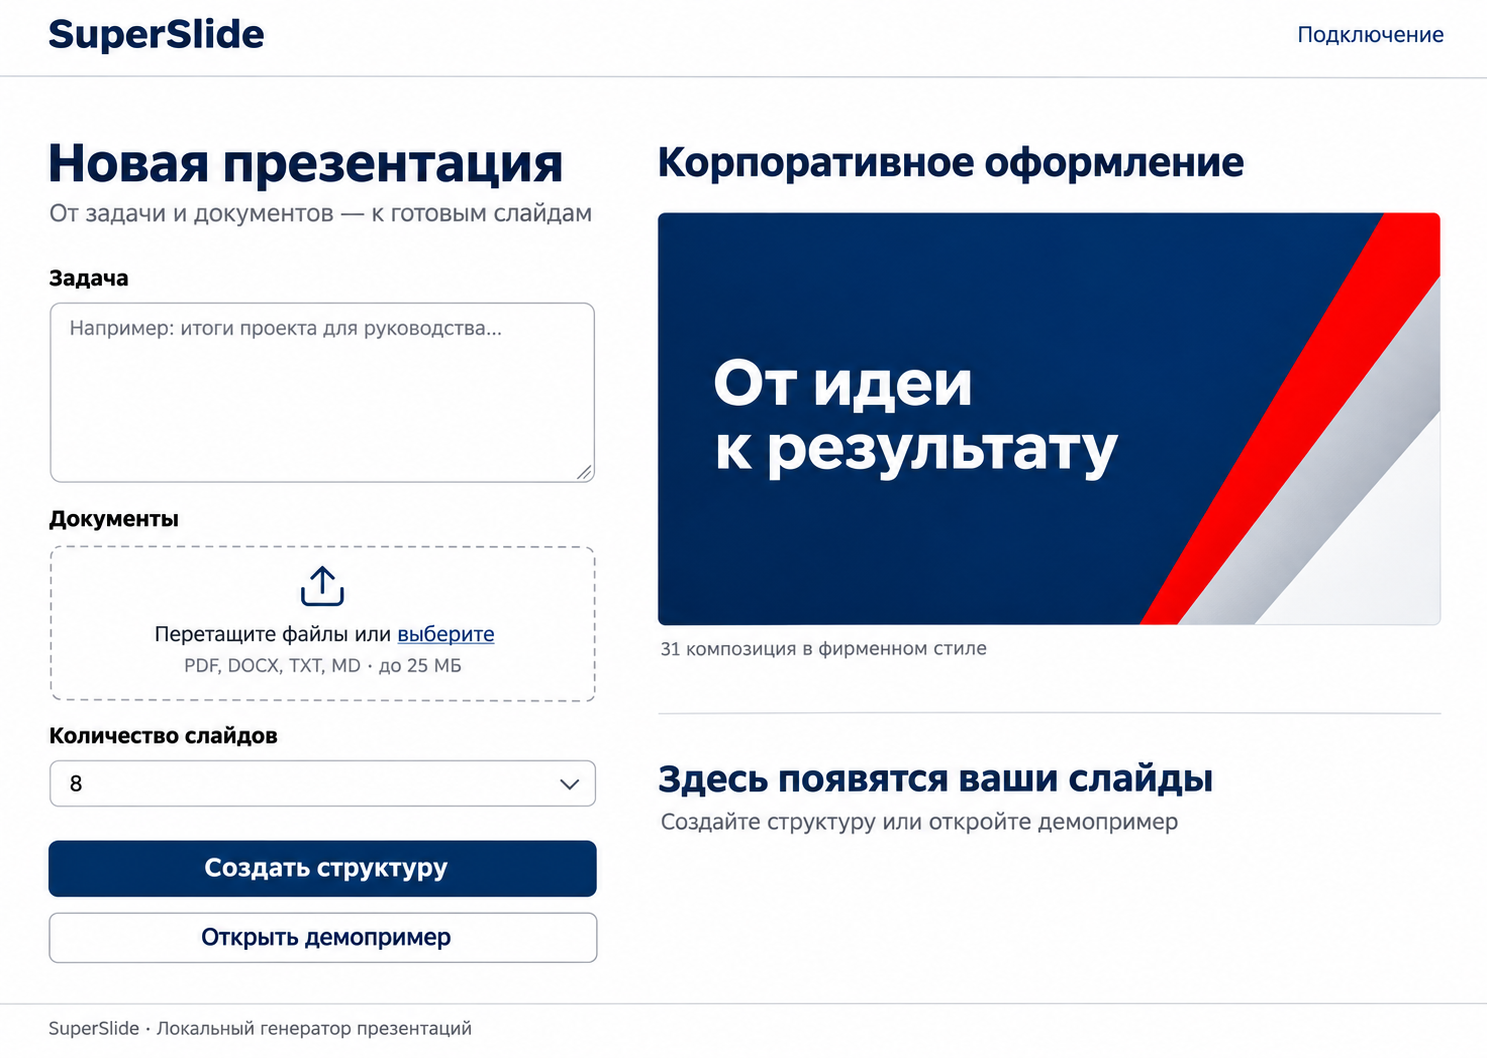 SuperSlide
Подключение
Новая презентация
От задачи и документов — к готовым слайдам
Задача
Например: итоги проекта для руководства...
Документы
Перетащите файлы или выберите
PDF, DOCX, TXT, MD · до 25 МБ
Количество слайдов
8
Создать структуру
Открыть демопример
Корпоративное оформление
От идеи
к результату
31 композиция в фирменном стиле
Здесь появятся ваши слайды
Создайте структуру или откройте демопример
SuperSlide · Локальный генератор презентаций